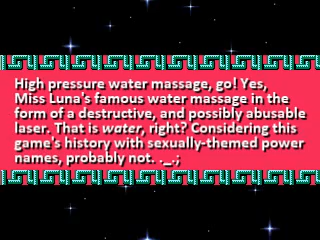 High pressure water massage, go! Yes,
Miss Luna's famous water massage in the
form of a destructive, and possibly abusable
laser. That is water, right? Considering this
game's history with sexually-themed power
names, probably not. ._.;